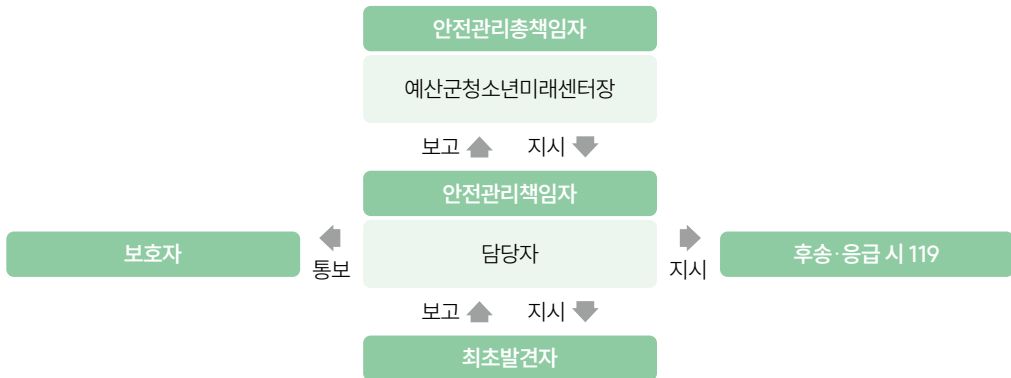 안전관리총책임자
예산군청소년미래센터장
보고 지시
안전관리책임자
보호자
통보
담당자
지시
후송·응급 시 119
보고 지시
최초발견자